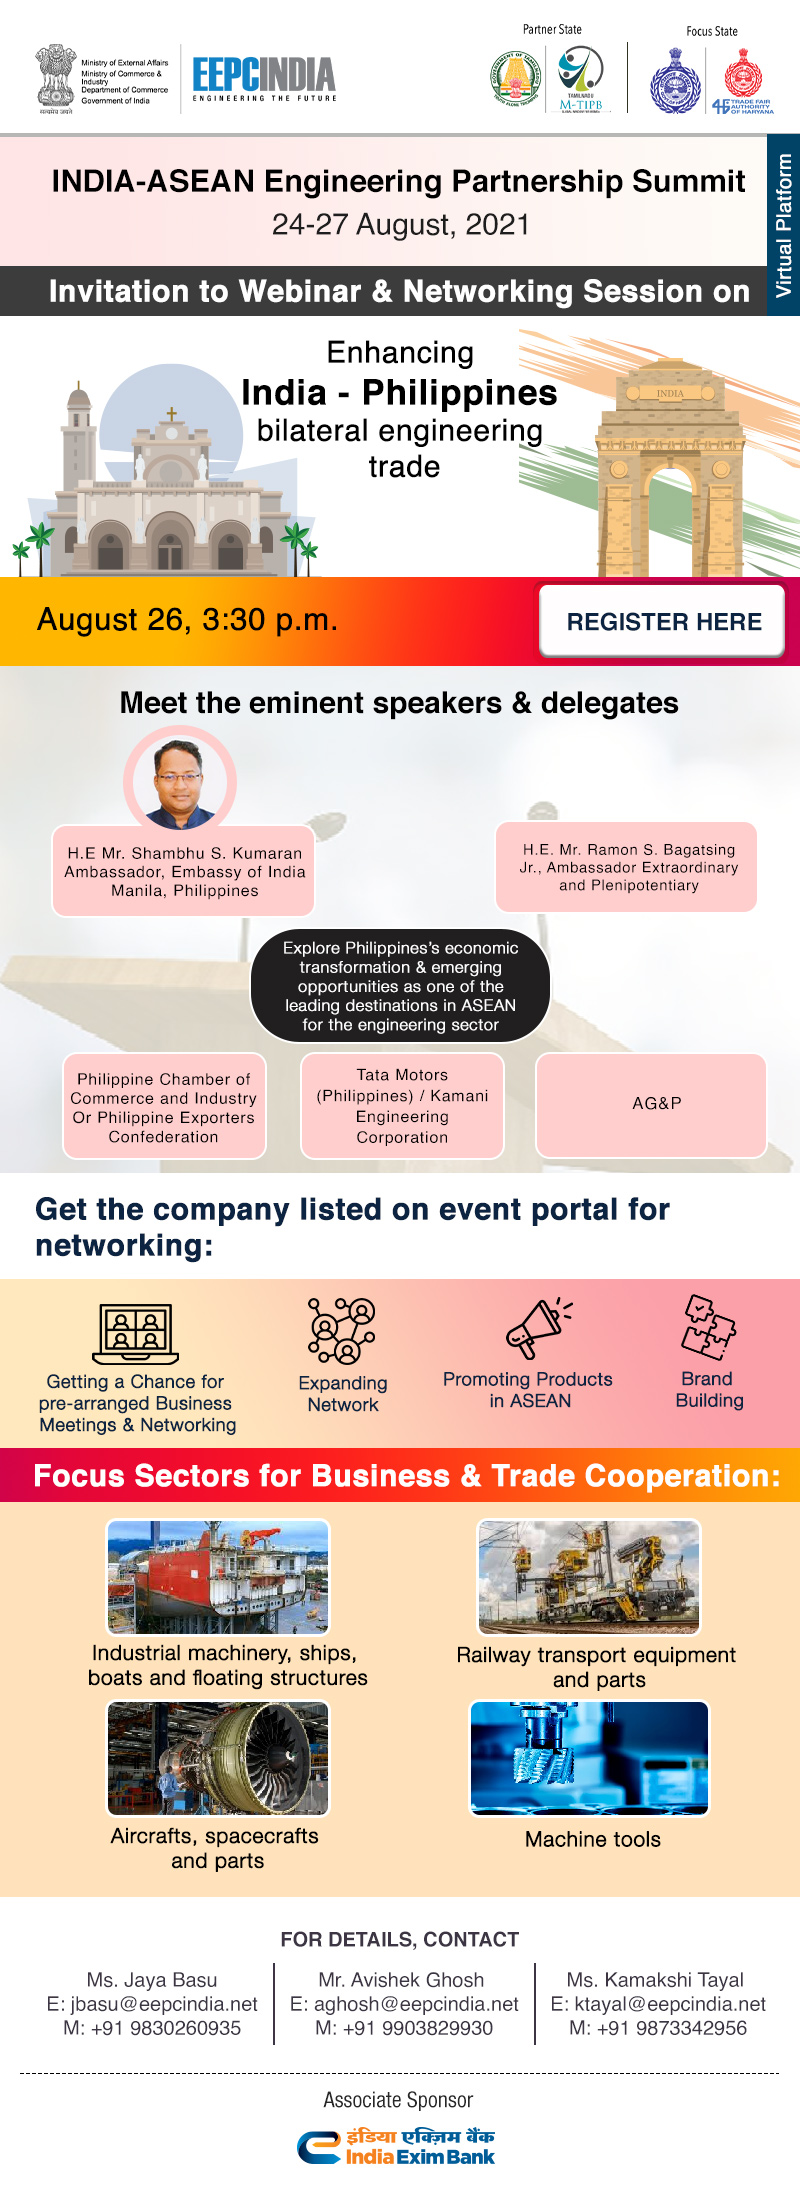 Partner State
Focus State
Ministry of External Affairs
Ministry of Commerce &
Industry
Department of Commerce
Government of India
सत्यमेव जयते
EEPCINDIA
ENGINEERING THE FUTURE
TAMILNADU
M-TIPB
TRADE FAIR
AUTHORITY
OF HARYANA
Virtual Platform
INDIA-ASEAN Engineering Partnership Summit
24-27 August, 2021
Invitation to Webinar & Networking Session on
Enhancing
India - Philippines
bilateral engineering
trade
INDIA
August 26, 3:30 p.m.
REGISTER HERE
Meet the eminent speakers & delegates
H.E Mr. Shambhu S. Kumaran
Ambassador, Embassy of India
Manila, Philippines
H.E. Mr. Ramon S. Bagatsing
Jr., Ambassador Extraordinary
and Plenipotentiary
Explore Philippines's economic
transformation & emerging
opportunities as one of the
leading destinations in ASEAN
for the engineering sector
Philippine Chamber of
Commerce and Industry
Or Philippine Exporters
Confederation
Tata Motors
(Philippines) / Kamani
Engineering
Corporation
AG&P
Get the company listed on event portal for
networking:
Getting a Chance for
pre-arranged Business
Meetings & Networking
Expanding
Network
Promoting Products
in ASEAN
Brand
Building
Focus Sectors for Business & Trade Cooperation:
Industrial machinery, ships,
boats and floating structures
Railway transport equipment
and parts
Aircrafts, spacecrafts
and parts
Machine tools
FOR DETAILS, CONTACT
Ms. Jaya Basu
E: jbasu@eepcindia.net
M: +91 9830260935
Mr. Avishek Ghosh
E: aghosh@eepcindia.net
M: +91 9903829930
Ms. Kamakshi Tayal
E: ktayal@eepcindia.net
M: +91 9873342956
Associate Sponsor
इंडिया एक्ज़िम बैंक
India Exim Bank